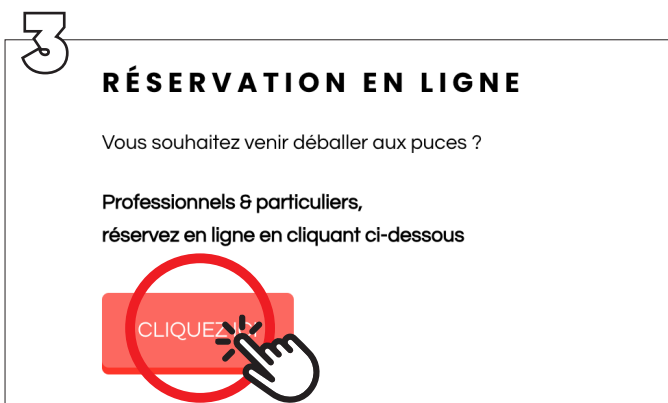 3
RÉSERVATION EN LIGNE
Vous souhaitez venir déballer aux puces ?
Professionnels & particuliers,
réservez en ligne en cliquant ci-dessous
CLIQUEZ ICI